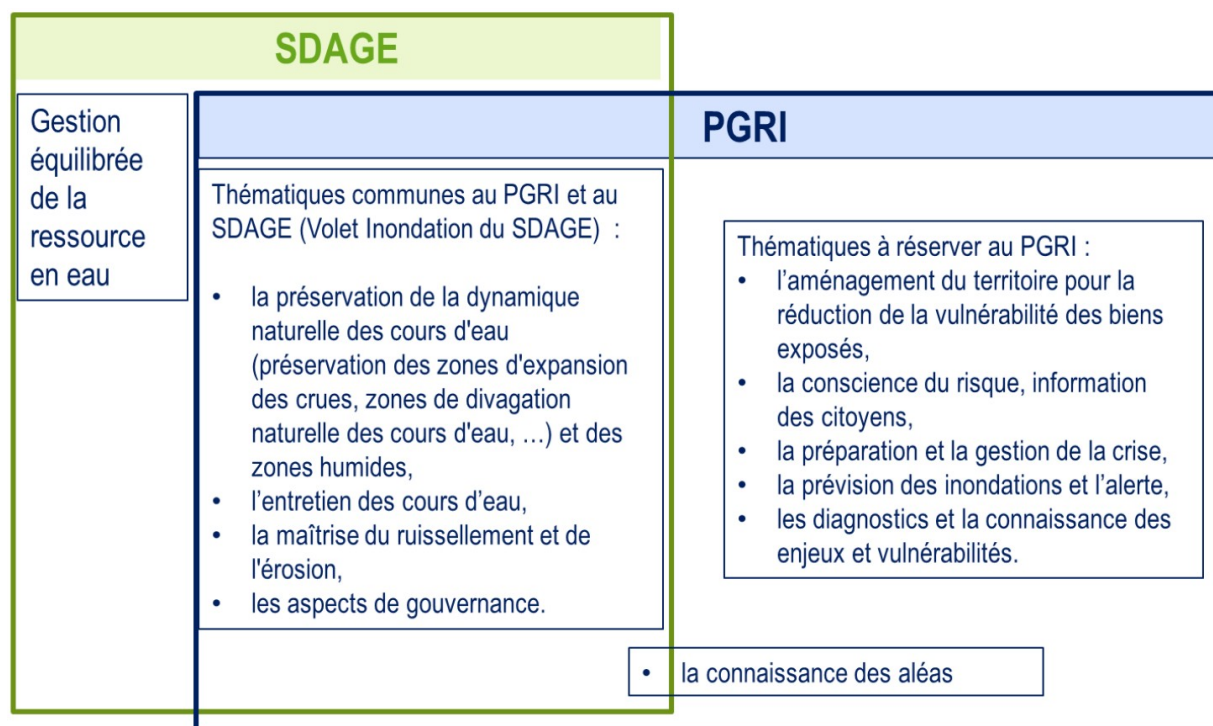 SDAGE
Gestion
équilibrée
de la
ressource
en eau
PGRI
Thématiques communes au PGRI et au
SDAGE (Volet Inondation du SDAGE) :
• la préservation de la dynamique
naturelle des cours d'eau
(préservation des zones d'expansion
des crues, zones de divagation
naturelle des cours d'eau, …) et des
zones humides,
• l’entretien des cours d’eau,
• la maîtrise du ruissellement et de
l'érosion,
• les aspects de gouvernance.
Thématiques à réserver au PGRI :
• l’aménagement du territoire pour la
réduction de la vulnérabilité des biens
exposés,
• la conscience du risque, information
des citoyens,
• la préparation et la gestion de la crise,
• la prévision des inondations et l’alerte,
• les diagnostics et la connaissance des
enjeux et vulnérabilités.
• la connaissance des aléas